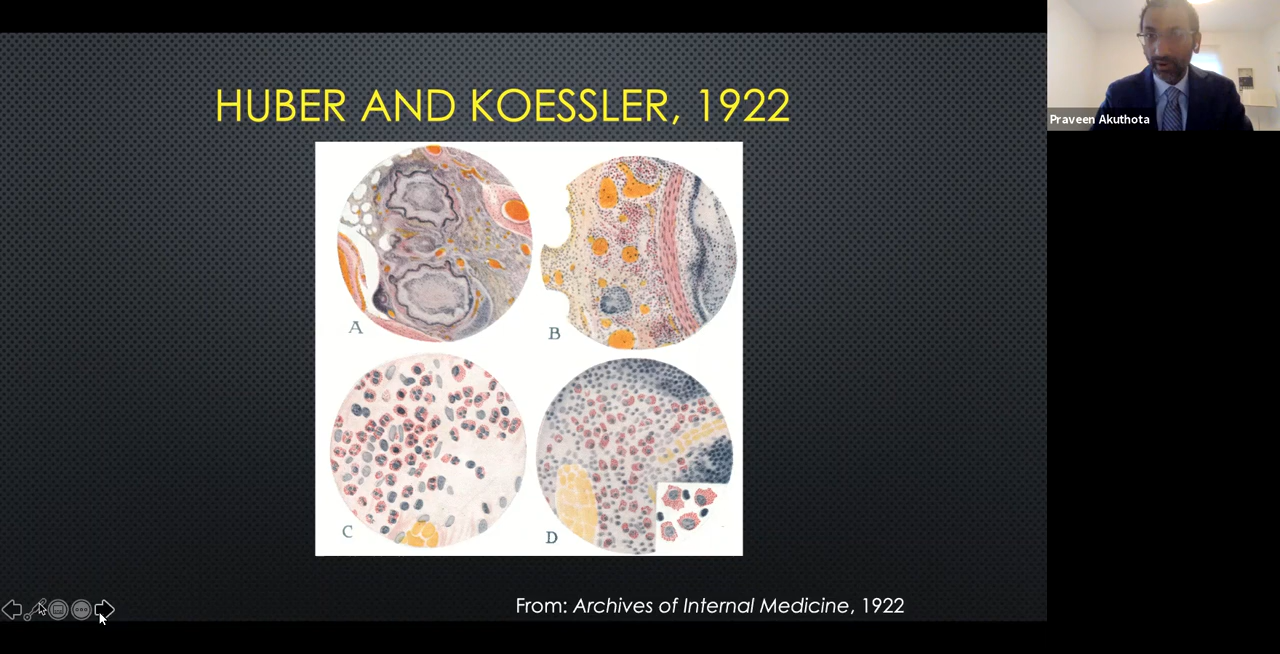 HUBER AND KOESSLER, 1922
Praveen Akuthota
A
B
C
D
From: Archives of Internal Medicine, 1922